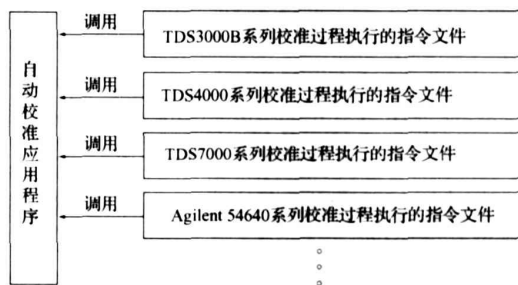 自动校准应用程序
调用
TDS3000B系列校准过程执行的指令文件
调用
TDS4000系列校准过程执行的指令文件
调用
TDS7000系列校准过程执行的指令文件
调用
Agilent 54640系列校准过程执行的指令文件